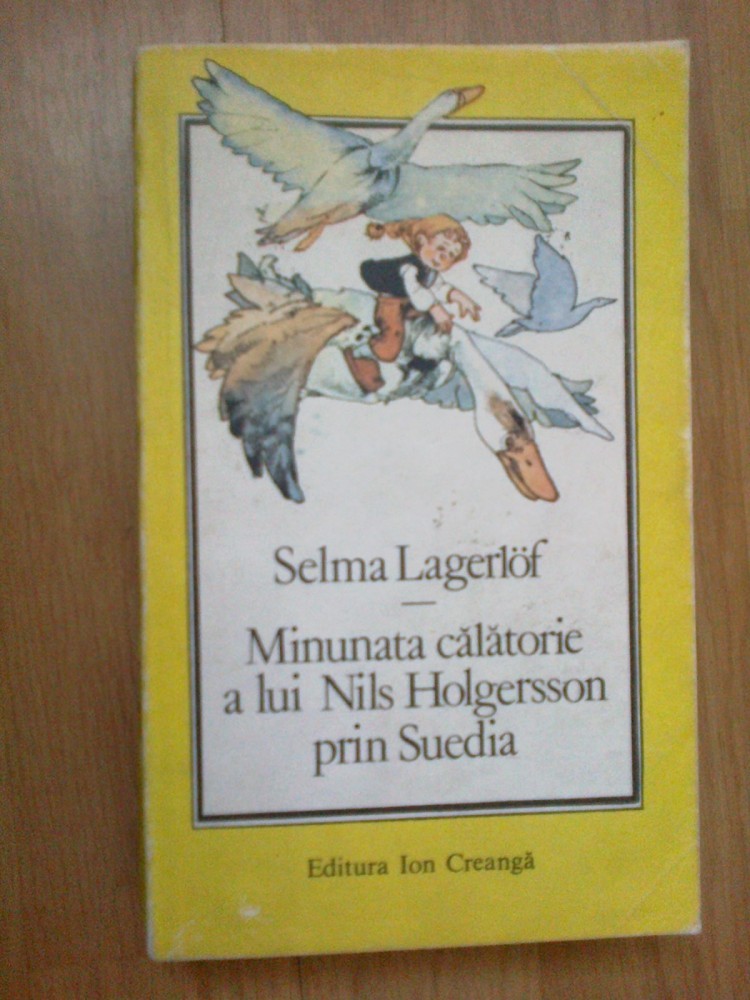 Selma Lagerlöf
—
Minunata călătorie
a lui Nils Holgersson
prin Suedia
Editura Ion Creangă